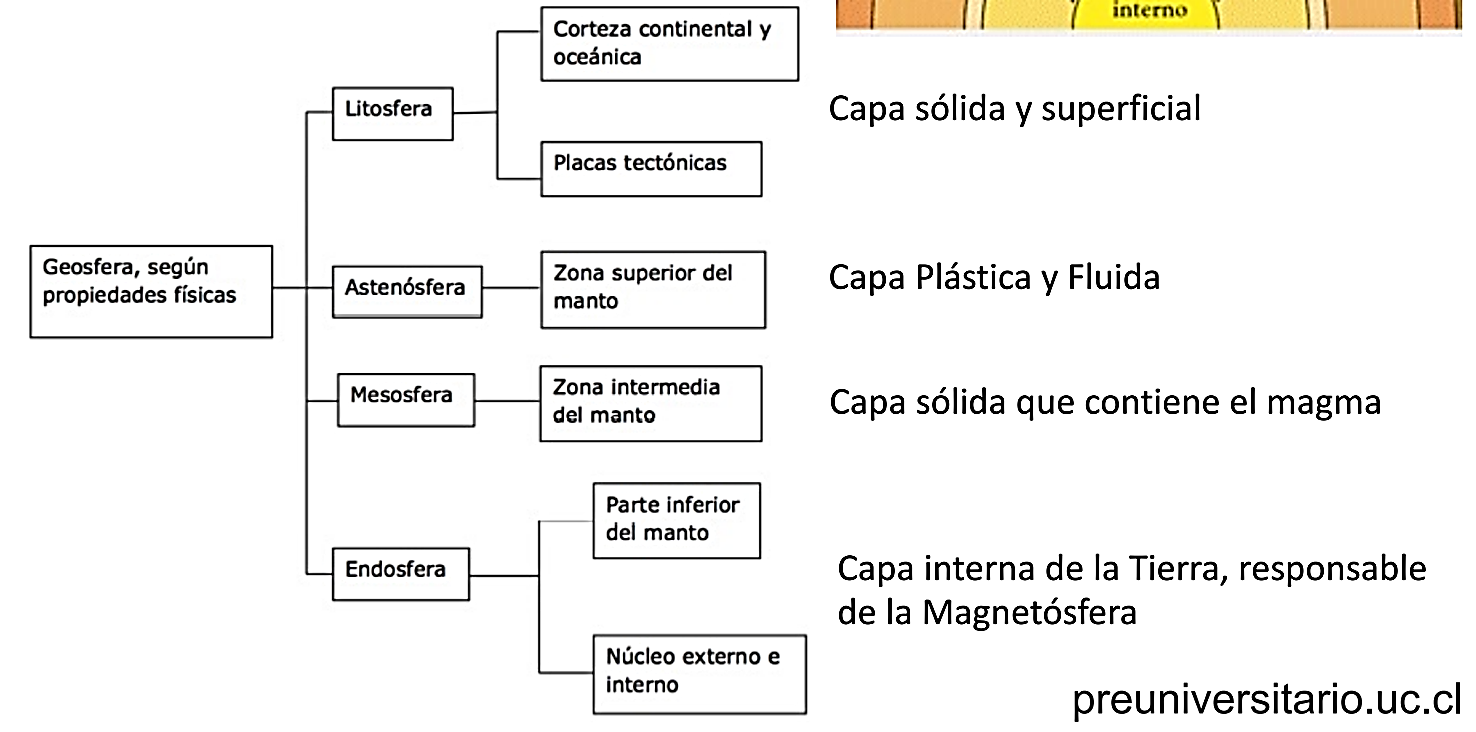 interno
Corteza continental y
oceánica
Litosfera
Capa sólida y superficial
Placas tectónicas
Geosfera, según
propiedades físicas
Astenósfera
Zona superior del
manto
Capa Plástica y Fluida
Mesosfera
Zona intermedia
del manto
Capa sólida que contiene el magma
Parte inferior
del manto
Endosfera
Capa interna de la Tierra, responsable
de la Magnetósfera
Núcleo externo e
interno
preuniversitario.uc.cl